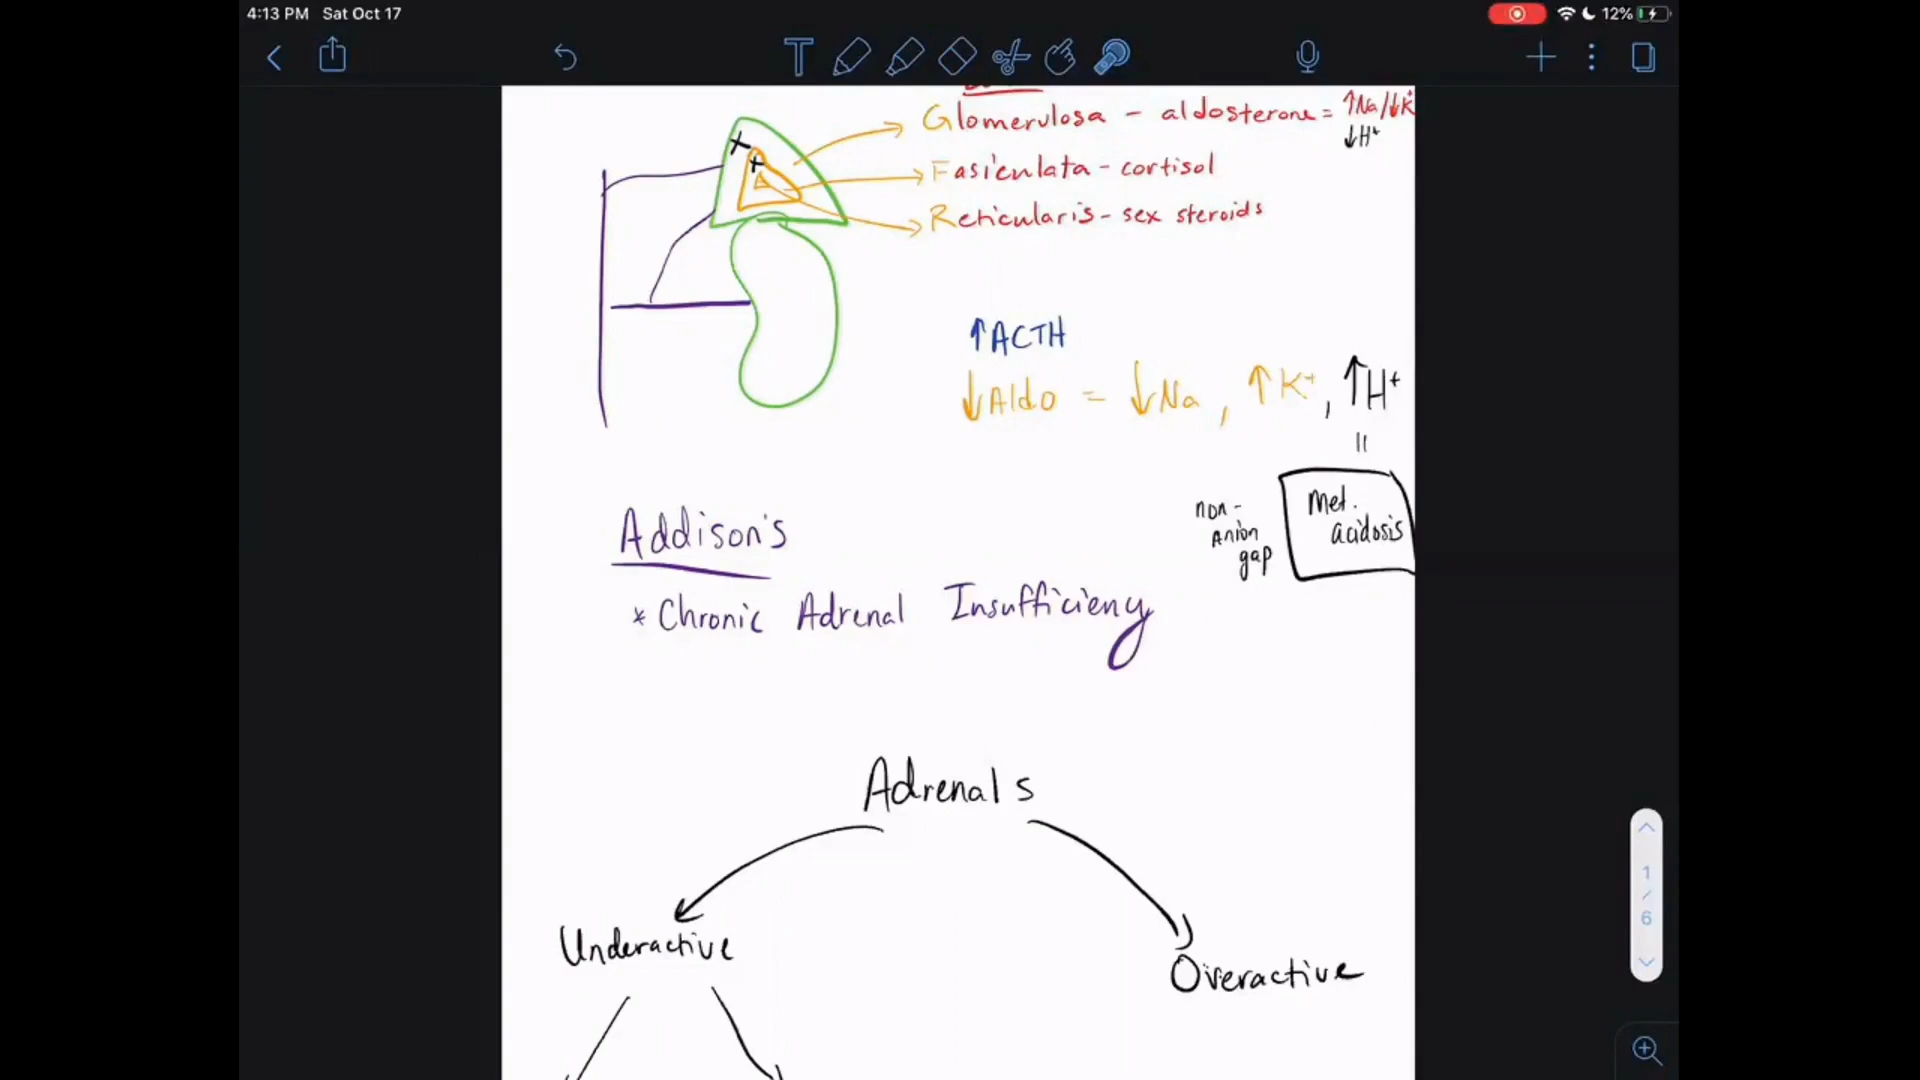 4:13 PM Sat Oct 17
12%
T
Glomerulosa - aldosterone = ↑Na/↓K+
↓H+
Fasiculata - cortisol
Reticularis - sex steroids
↑ACTH
↓Aldo = ↓Na, ↑K+, ↑H+
=
non-
Anion
gap
Met.
acidosis
Addison's
* Chronic Adrenal Insufficiency
Adrenals
Underactive
Overactive
1
/
6